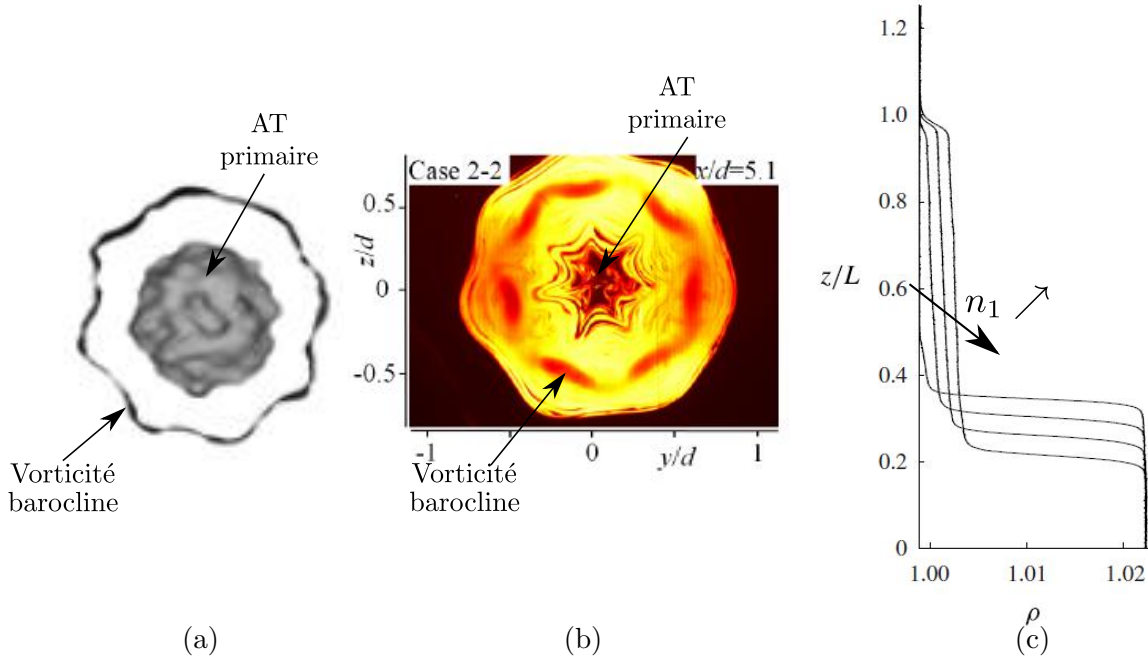 AT
primaire
Vorticité
barocline
(a)
AT
primaire
Case 2-2
x/d=5.1
z/d
0.5
0
-0.5
-1
0
y/d
1
Vorticité
barocline
(b)
1.2
1.0
0.8
z/L
0.6
n1
0.4
0.2
0
1.00
1.01
1.02
ρ
(c)